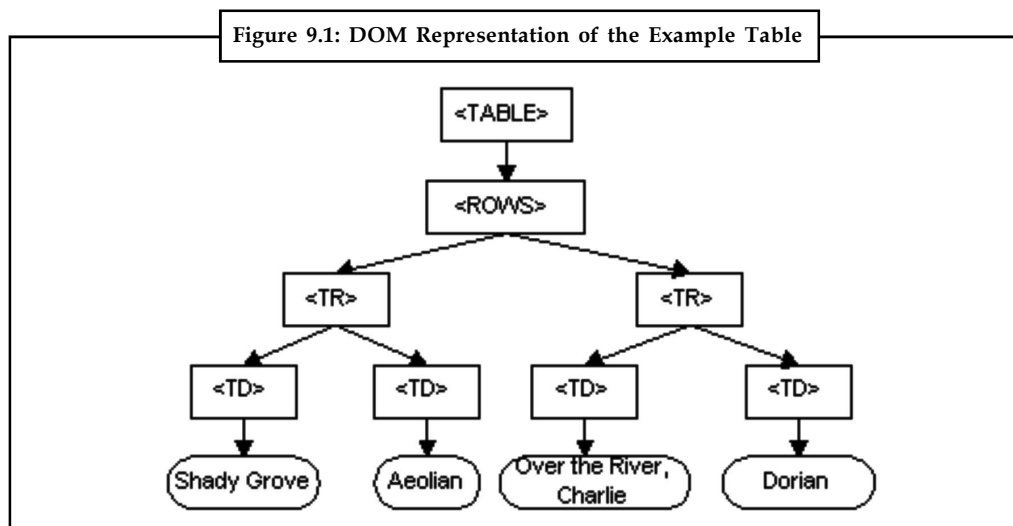 Figure 9.1: DOM Representation of the Example Table
<TABLE>
<ROWS>
<TR> <TR>
<TD> <TD> <TD> <TD>
Shady Grove Aeolian Over the River, Charlie Dorian